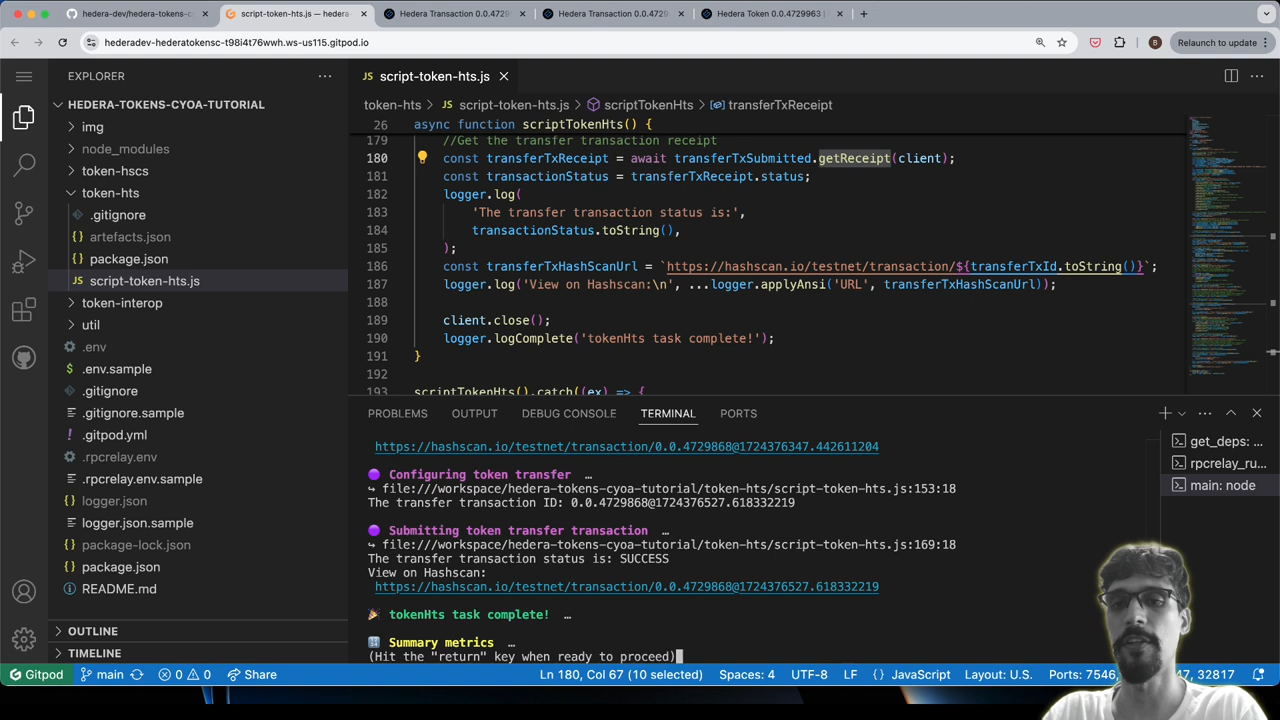 hedera-dev/hedera-tokens-c
script-token-hts.js — hedera-
Hedera Transaction 0.0.4729
Hedera Transaction 0.0.4729
Hedera Token 0.0.4729963 |
hederadev-hederatokensc-t98i4t76wwh.ws-us115.gitpod.io
B
Relaunch to update
EXPLORER
HEDERA-TOKENS-CYOA-TUTORIAL
img
node_modules
token-hscs
token-hts
.gitignore
artefacts.json
package.json
JS script-token-hts.js
token-interop
util
.env
.env.sample
.gitignore
.gitignore.sample
.gitpod.yml
.rpcrelay.env
.rpcrelay.env.sample
logger.json
logger.json.sample
package-lock.json
package.json
README.md
OUTLINE
TIMELINE
JS script-token-hts.js
token-hts > JS script-token-hts.js > scriptTokenHts > transferTxReceipt
26 async function scriptTokenHts() {
179 //Get the transfer transaction receipt
180 const transferTxReceipt = await transferTxSubmitted.getReceipt(client);
181 const transactionStatus = transferTxReceipt.status;
182 logger.log(
183 'The transfer transaction status is:',
184 transactionStatus.toString(),
185 );
186 const transferTxHashScanUrl = `https://hashscan.io/testnet/transaction/${transferTxId.toString()}`;
187 logger.log('View on Hashscan:\n', ...logger.applyAnsi('URL', transferTxHashScanUrl));
188
189 client.close();
190 logger.logComplete('tokenHts task complete!');
191 }
192
193 scriptTokenHts().catch((ex) => {
PROBLEMS OUTPUT DEBUG CONSOLE TERMINAL PORTS
https://hashscan.io/testnet/transaction/0.0.4729868@1724376347.442611204
🟣 Configuring token transfer …
↪ file:///workspace/hedera-tokens-cyoa-tutorial/token-hts/script-token-hts.js:153:18
The transfer transaction ID: 0.0.4729868@1724376527.618332219
🟣 Submitting token transfer transaction …
↪ file:///workspace/hedera-tokens-cyoa-tutorial/token-hts/script-token-hts.js:169:18
The transfer transaction status is: SUCCESS
View on Hashscan:
https://hashscan.io/testnet/transaction/0.0.4729868@1724376527.618332219
🎉 tokenHts task complete! …
🔢 Summary metrics …
(Hit the "return" key when ready to proceed)
get_deps: ...
rpcrelay_ru...
main: node
Gitpod
main
0
0
Share
Ln 180, Col 67 (10 selected)
Spaces: 4
UTF-8
LF
{} JavaScript
Layout: U.S.
Ports: 7546,
47, 32817